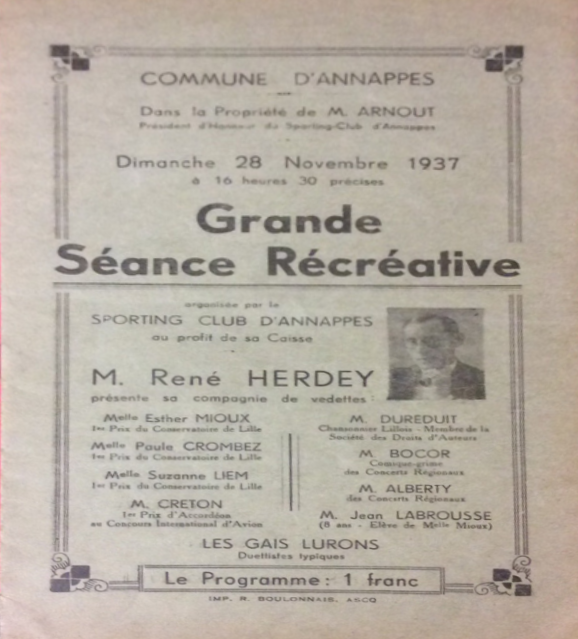 COMMUNE D'ANNAPPES
Dans la Propriété de M. ARNOUT
Président d'Honneur du Sporting-Club d'Annappes
Dimanche 28 Novembre 1937
à 16 heures 30 précises
Grande
Séance Récréative
organisée par le
SPORTING CLUB D'ANNAPPES
au profit de sa Caisse
M. René HERDEY
présente sa compagnie de vedettes :
Melle Esther MIOUX
1er Prix du Conservatoire de Lille
Melle Paule CROMBEZ
1er Prix du Conservatoire de Lille
Melle Suzanne LIEM
1er Prix du Conservatoire de Lille
M. CRETON
1er Prix d'Accordéon
au Concours International d'Avion
M. DUREDUIT
Chansonnier Lillois - Membre de la
Société des Droits d'Auteurs
M. BOCOR
Comique-grime
des Concerts Régionaux
M. ALBERTY
des Concerts Régionaux
M. Jean LABROUSSE
(8 ans - Elève de Melle Mioux)
LES GAIS LURONS
Duettistes typiques
Le Programme : 1 franc
IMP. R. BOULONNAIS, ASCQ